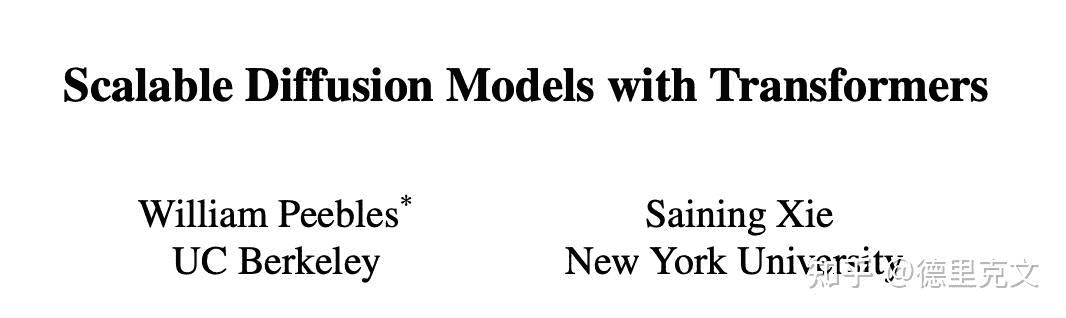 Scalable Diffusion Models with Transformers
William Peebles* Saining Xie
UC Berkeley New York University
知乎 @德里克文